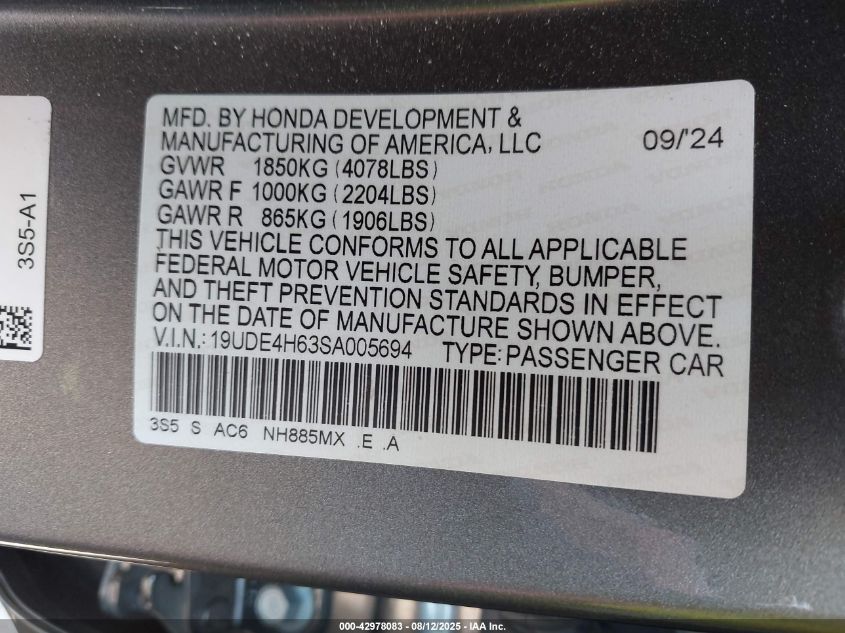 3S5-A1
MFD. BY HONDA DEVELOPMENT &
MANUFACTURING OF AMERICA, LLC 09/'24
GVWR 1850KG (4078LBS)
GAWR F 1000KG (2204LBS)
GAWR R 865KG (1906LBS)
THIS VEHICLE CONFORMS TO ALL APPLICABLE
FEDERAL MOTOR VEHICLE SAFETY, BUMPER,
AND THEFT PREVENTION STANDARDS IN EFFECT
ON THE DATE OF MANUFACTURE SHOWN ABOVE.
V.I.N.: 19UDE4H63SA005694 TYPE: PASSENGER CAR
3S5 S AC6 NH885MX .E .A
000-42978083 - 08/12/2025 - IAA Inc.